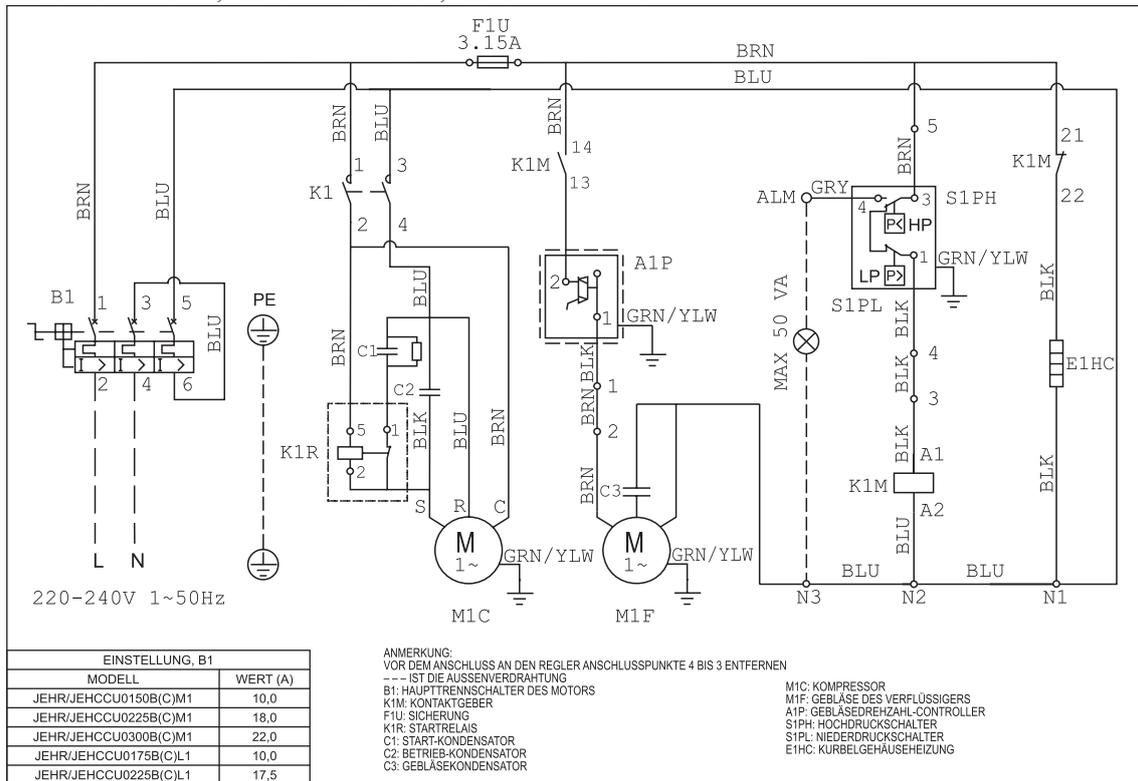 F1U
3.15A
BRN
BLU
BRN
BLU
BRN
BLU
BRN
5
BRN
21
K1M
22
1
3
K1
2
4
14
K1M
13
ALM
GRY
4
3
S1PH
P<
HP
1
LP
P>
S1PL
GRN/YLW
B1
1
3
5
BLU
2
4
6
PE
L
N
220-240V 1~50Hz
BRN
BLU
C1
C2
BLK
BLU
BRN
K1R
5
1
2
S
R
C
M
1~
GRN/YLW
M1C
A1P
2
1
GRN/YLW
BLK
1
BRN
2
BRN
C3
M
1~
GRN/YLW
M1F
MAX 50 VA
BLK
4
BLK
3
BLK
A1
K1M
A2
BLU
BLK
E1HC
BLK
BLU
BLU
N3
N2
N1
EINSTELLUNG, B1
MODELL WERT (A)
JEHR/JEHCCU0150B(C)M1 10,0
JEHR/JEHCCU0225B(C)M1 18,0
JEHR/JEHCCU0300B(C)M1 22,0
JEHR/JEHCCU0175B(C)L1 10,0
JEHR/JEHCCU0225B(C)L1 17,5
ANMERKUNG:
VOR DEM ANSCHLUSS AN DEN REGLER ANSCHLUSSPUNKTE 4 BIS 3 ENTFERNEN
--- IST DIE AUSSENVERDRAHTUNG
B1: HAUPTTRENNSCHALTER DES MOTORS
K1M: KONTAKTGEBER
F1U: SICHERUNG
K1R: STARTRELAIS
C1: START-KONDENSATOR
C2: BETRIEB-KONDENSATOR
C3: GEBLÄSEKONDENSATOR
M1C: KOMPRESSOR
M1F: GEBLÄSE DES VERFLÜSSIGERS
A1P: GEBLÄSEDREHZAHL-CONTROLLER
S1PH: HOCHDRUCKSCHALTER
S1PL: NIEDERDRUCKSCHALTER
E1HC: KURBELGEHÄUSEHEIZUNG